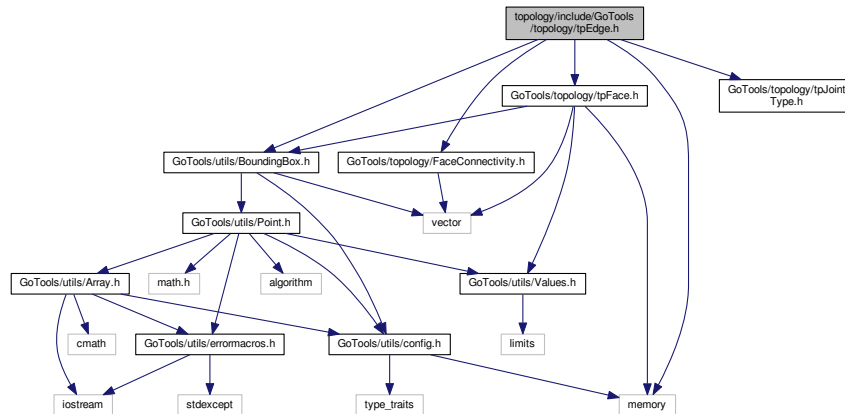 topology/include/GoTools
/topology/tpEdge.h
GoTools/topology/tpFace.h
GoTools/topology/tpJoint
Type.h
GoTools/utils/BoundingBox.h
GoTools/topology/FaceConnectivity.h
GoTools/utils/Point.h
vector
GoTools/utils/Array.h
math.h
algorithm
GoTools/utils/Values.h
cmath
GoTools/utils/errormacros.h
GoTools/utils/config.h
limits
iostream
stdexcept
type_traits
memory